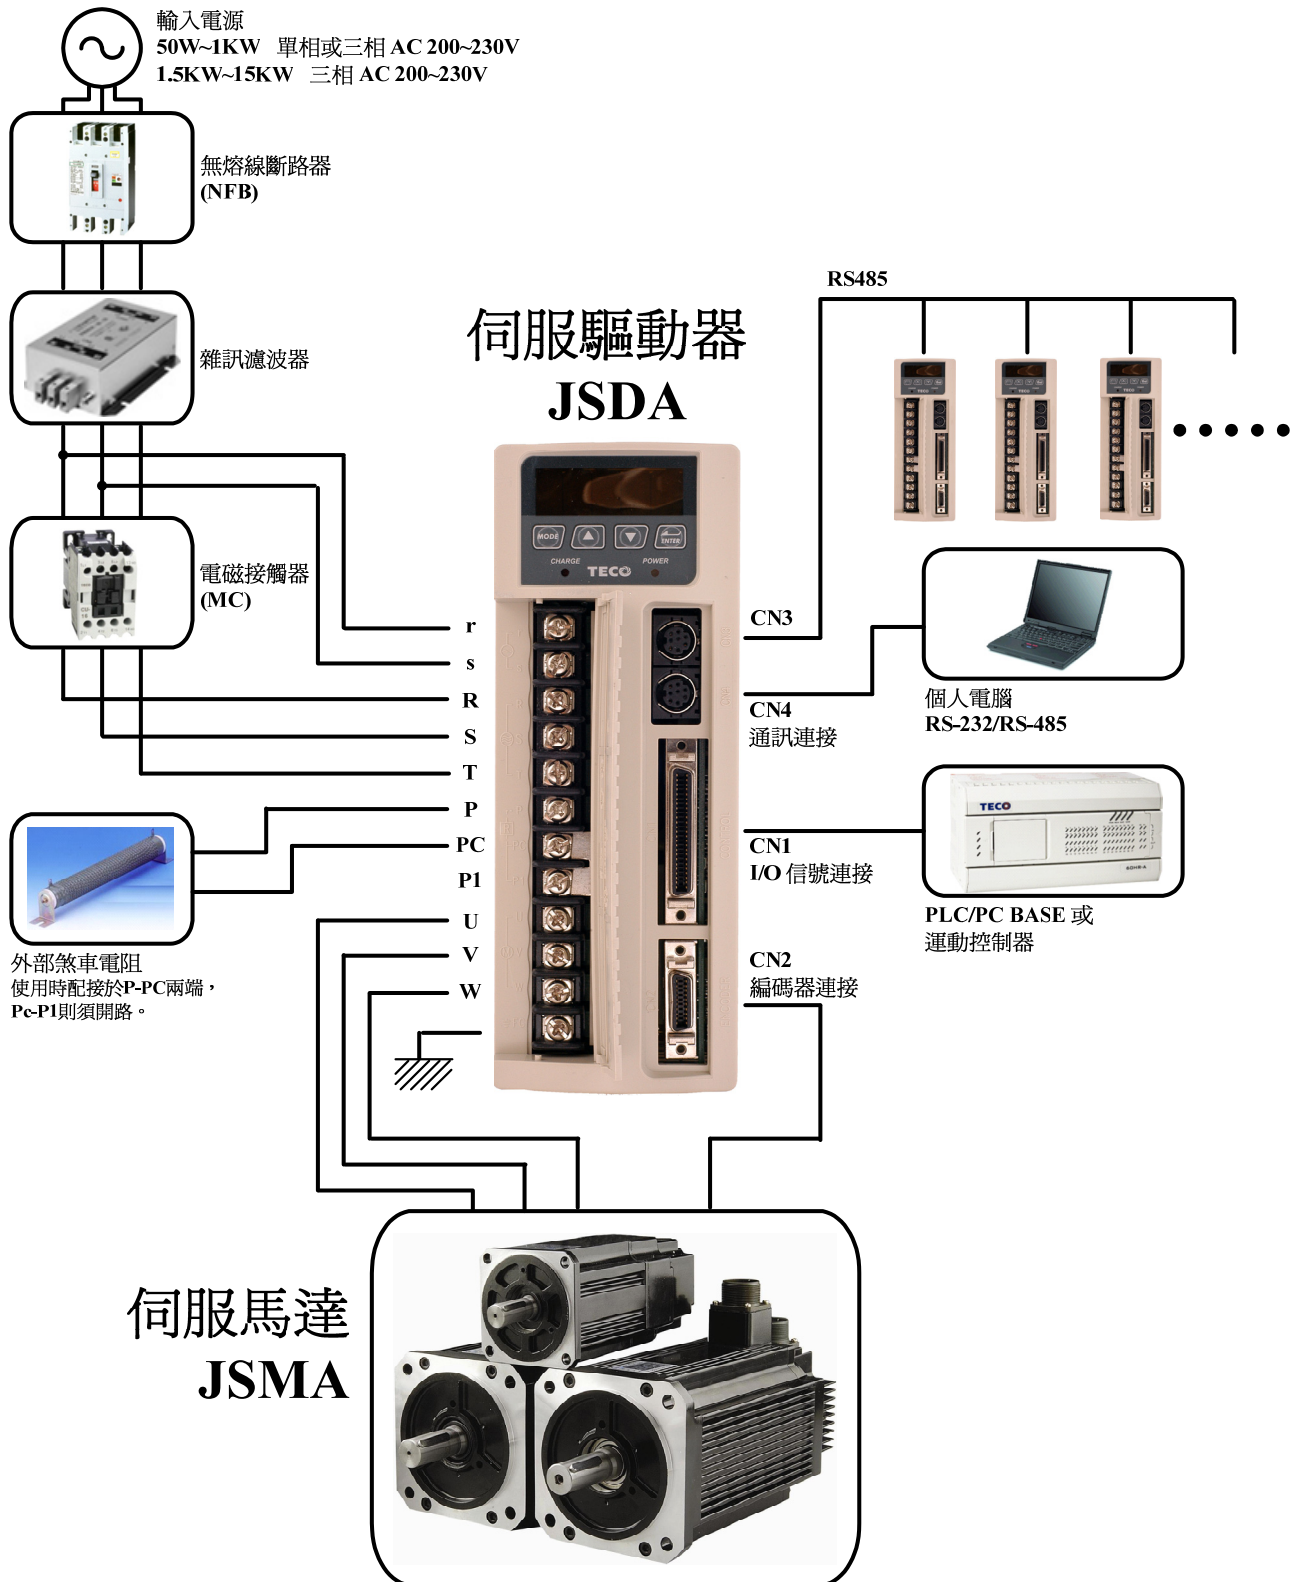 輸入電源
50W~1KW 單相或三相 AC 200~230V
1.5KW~15KW 三相 AC 200~230V
無熔線斷路器
(NFB)
雜訊濾波器
電磁接觸器
(MC)
伺服驅動器
JSDA
RS485
TECO
TECO
TECO
MODE
ENTER
CHARGE
POWER
TECO
r
s
R
S
T
P
PC
P1
U
V
W
外部煞車電阻
使用時配接於P-PC兩端，
Pc-P1則須開路。
CN3
CN4
通訊連接
個人電腦
RS-232/RS-485
TECO
CN1
I/O 信號連接
PLC/PC BASE 或
運動控制器
CN2
編碼器連接
伺服馬達
JSMA